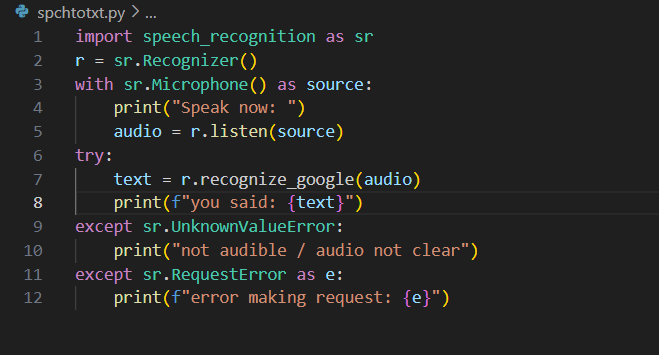 spchtotxt.py > ...
1 import speech_recognition as sr
2 r = sr.Recognizer()
3 with sr.Microphone() as source:
4     print("Speak now: ")
5     audio = r.listen(source)
6 try:
7     text = r.recognize_google(audio)
8     print(f"you said: {text}")
9 except sr.UnknownValueError:
10     print("not audible / audio not clear")
11 except sr.RequestError as e:
12     print(f"error making request: {e}")